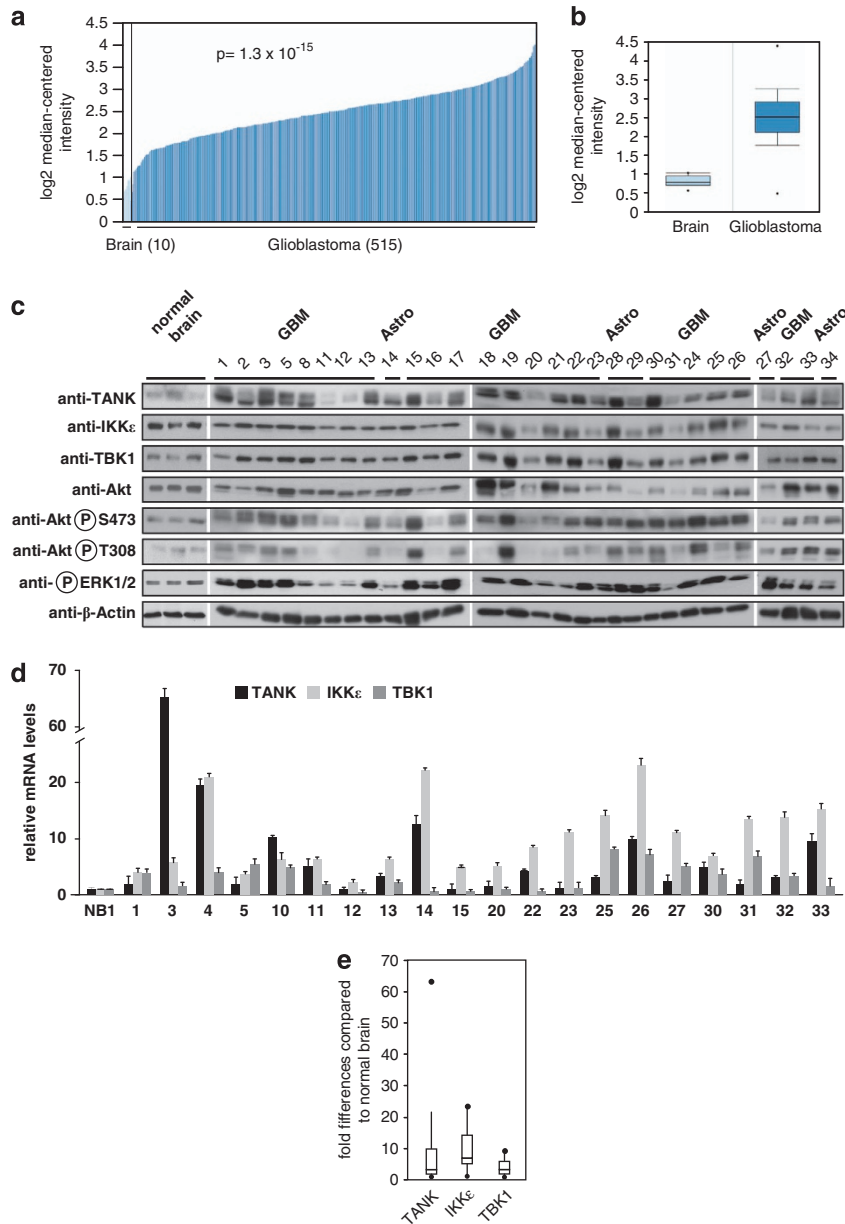 a
4.5
4
3.5
3
2.5
2
1.5
1
0.5
0
log2 median-centered
intensity
p= 1.3 x 10-15
Brain (10)
Glioblastoma (515)
b
4.5
4
3.5
3
2.5
2
1.5
1
0.5
0
log2 median-centered
intensity
Brain
Glioblastoma
c
normal
brain
GBM
Astro
GBM
Astro
GBM
Astro
GBM
Astro
1 2 3 5 8 11 12 13 14 15 16 17 18 19 20 21 22 23 28 29 30 31 24 25 26 27 32 33 34
anti-TANK
anti-IKKε
anti-TBK1
anti-Akt
anti-Akt P S473
anti-Akt P T308
anti- P ERK1/2
anti-β-Actin
d
70
60
20
10
0
relative mRNA levels
TANK IKKε TBK1
NB1 1 3 4 5 10 11 12 13 14 15 20 22 23 25 26 27 30 31 32 33
e
70
60
50
40
30
20
10
0
fold fifferences compared
to normal brain
TANK
IKKε
TBK1